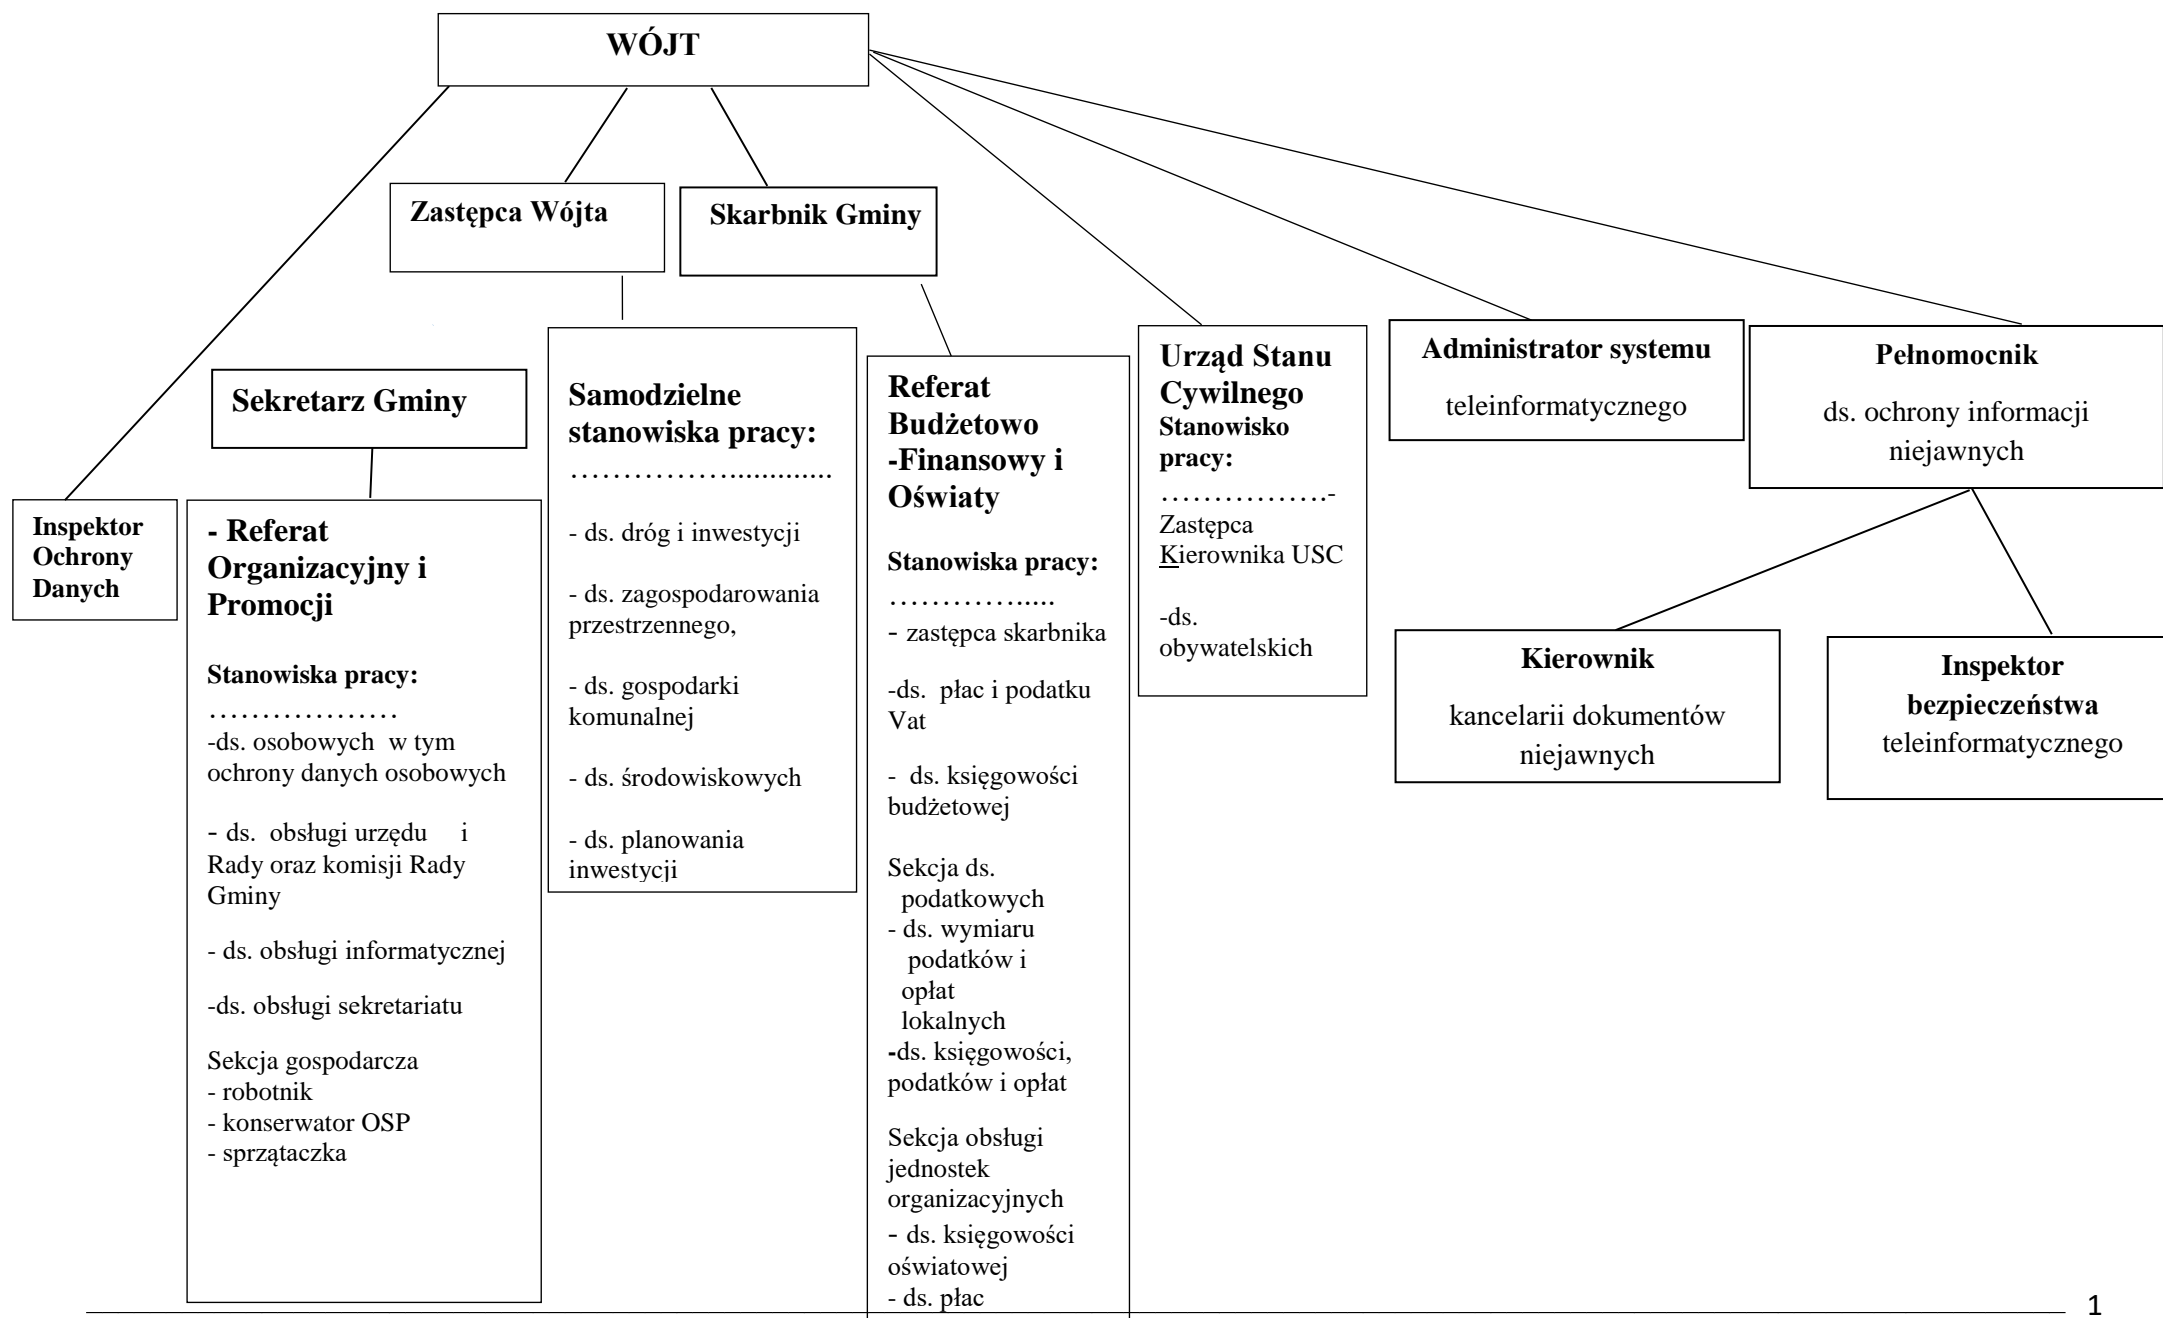 WÓJT
Zastępca Wójta
Skarbnik Gminy
Sekretarz Gminy
Inspektor
Ochrony
Danych
- Referat
Organizacyjny i
Promocji
Stanowiska pracy:
………………
-ds. osobowych w tym
ochrony danych osobowych
- ds. obsługi urzędu i
Rady oraz komisji Rady
Gminy
- ds. obsługi informatycznej
-ds. obsługi sekretariatu
Sekcja gospodarcza
- robotnik
- konserwator OSP
- sprzątaczka
Samodzielne
stanowiska pracy:
…………….............
- ds. dróg i inwestycji
- ds. zagospodarowania
przestrzennego,
- ds. gospodarki
komunalnej
- ds. środowiskowych
- ds. planowania
inwestycji
Referat
Budżetowo
-Finansowy i
Oświaty
Stanowiska pracy:
………….....
- zastępca skarbnika
-ds. płac i podatku
Vat
- ds. księgowości
budżetowej
Sekcja ds.
podatkowych
- ds. wymiaru
podatków i
opłat
lokalnych
-ds. księgowości,
podatków i opłat
Sekcja obsługi
jednostek
organizacyjnych
- ds. księgowości
oświatowej
- ds. płac
Urząd Stanu
Cywilnego
Stanowisko
pracy:
…………….-
Zastępca
Kierownika USC
-ds.
obywatelskich
Administrator systemu
teleinformatycznego
Pełnomocnik
ds. ochrony informacji
niejawnych
Kierownik
kancelarii dokumentów
niejawnych
Inspektor
bezpieczeństwa
teleinformatycznego
1